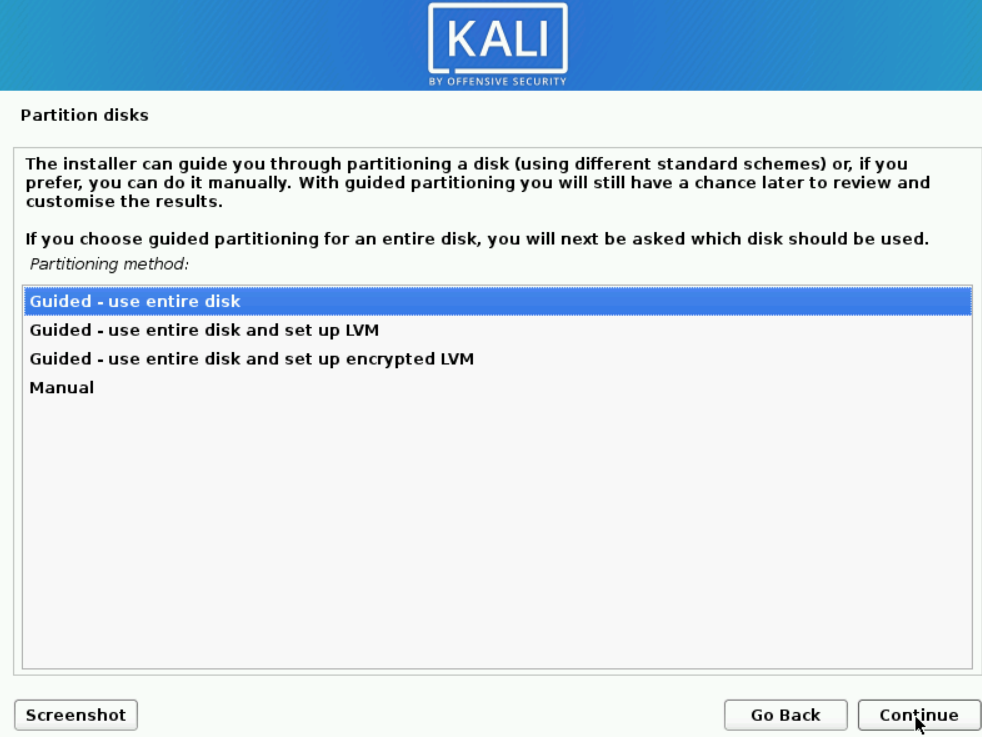 KALI
BY OFFENSIVE SECURITY
Partition disks
The installer can guide you through partitioning a disk (using different standard schemes) or, if you
prefer, you can do it manually. With guided partitioning you will still have a chance later to review and
customise the results.
If you choose guided partitioning for an entire disk, you will next be asked which disk should be used.
Partitioning method:
Guided - use entire disk
Guided - use entire disk and set up LVM
Guided - use entire disk and set up encrypted LVM
Manual
Screenshot
Go Back
Continue